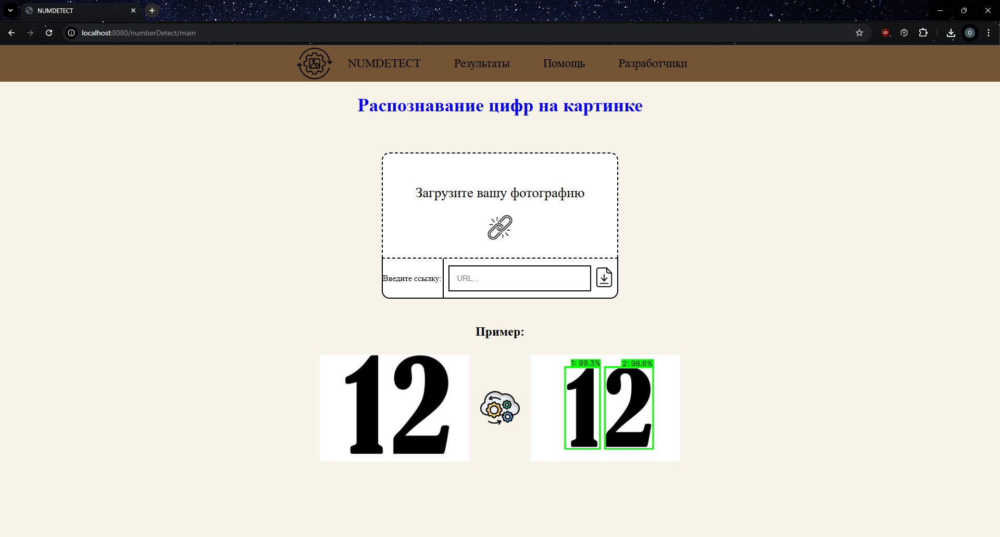 NUMDETECT
localhost:8080/numberDetect/main
O
NUMDETECT Результаты Помощь Разработчики
Распознавание цифр на картинке
Загрузите вашу фотографию
Введите ссылку: URL...
Пример:
12
1: 99.3% 2: 98.6%
12